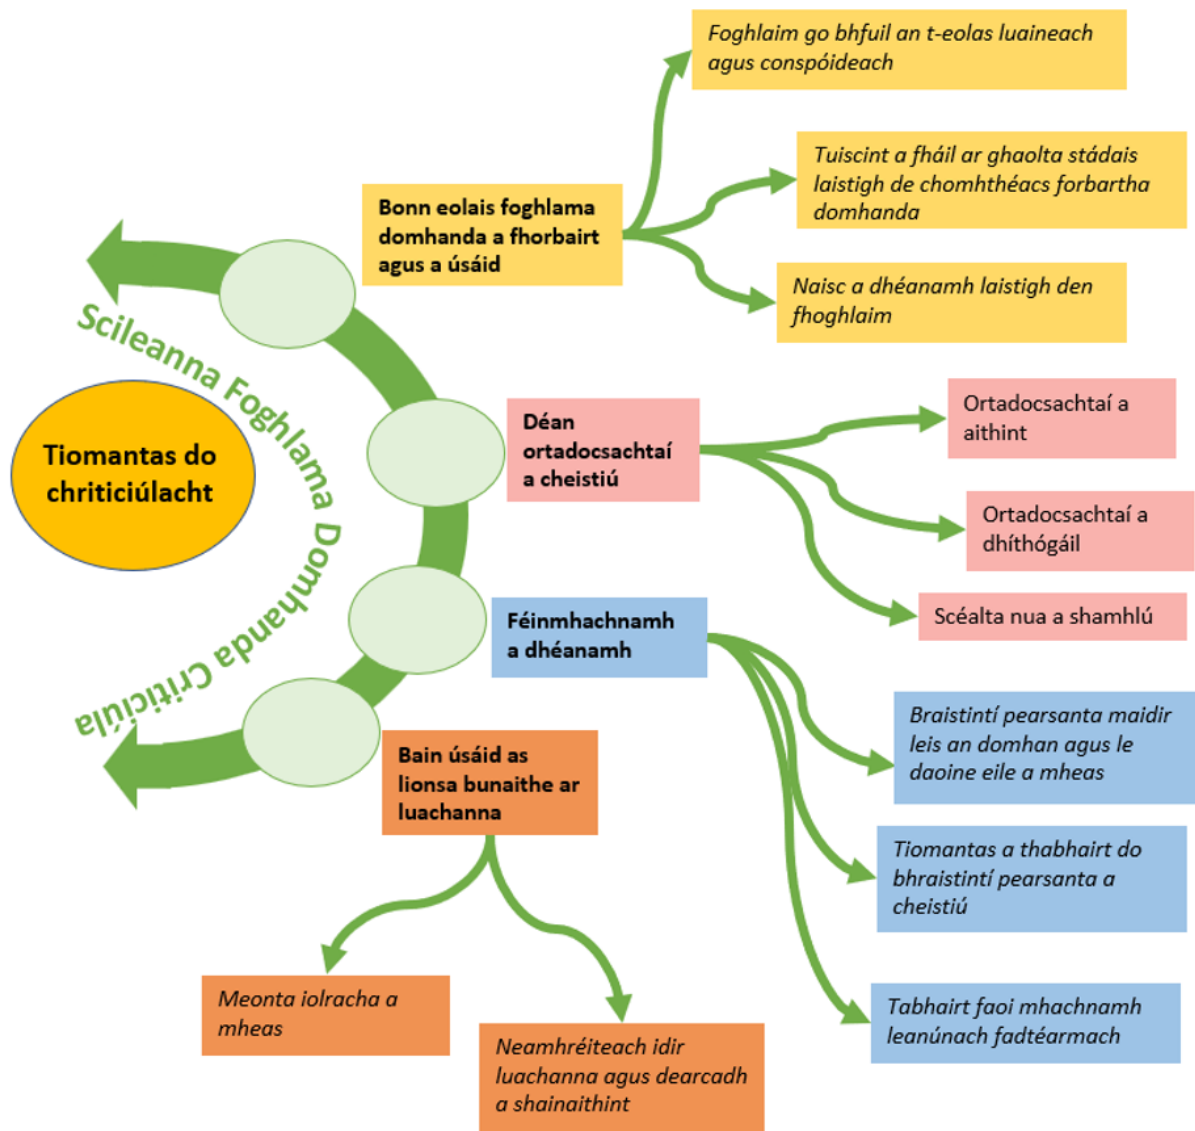 Foghlaim go bhfuil an t-eolas luaineach
agus conspóideach
Tuiscint a fháil ar ghaolta stádais
laistigh de chomhthéacs forbartha
domhanda
Bonn eolais foghlama
domhanda a fhorbairt
agus a úsáid
Naisc a dhéanamh laistigh den
fhoghlaim
Scileanna Foghlama Domhanda Criticiúla
Tiomantas do
chriticiúlacht
Déan
ortadocsachtaí
a cheistiú
Ortadocsachtaí a
aithint
Ortadocsachtaí a
dhíthógáil
Scéalta nua a shamhlú
Féinmhachnamh
a dhéanamh
Braistintí pearsanta maidir
leis an domhan agus le
daoine eile a mheas
Tiomantas a thabhairt do
bhraistintí pearsanta a
cheistiú
Tabhairt faoi mhachnamh
leanúnach fadtéarmach
Bain úsáid as
lionsa bunaithe ar
luachanna
Meonta iolracha a
mheas
Neamhréiteach idir
luachanna agus dearcadh
a shainaithint